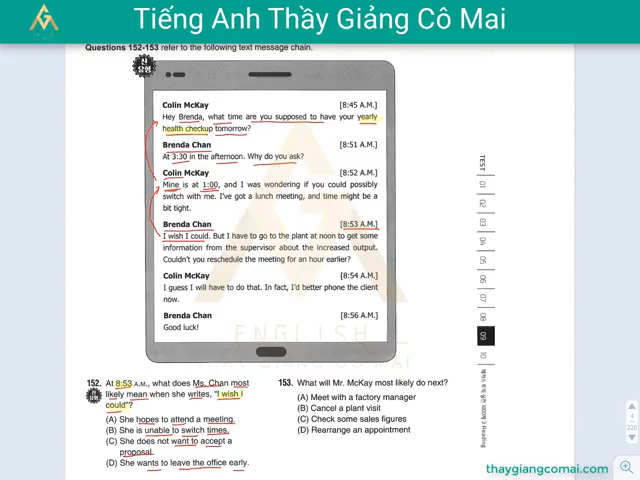 Tiếng Anh Thầy Giảng Cô Mai
Questions 152-153 refer to the following text message chain.
Colin McKay [8:45 A.M.]
Hey Brenda, what time are you supposed to have your yearly
health checkup tomorrow?
Brenda Chan [8:51 A.M.]
At 3:30 in the afternoon. Why do you ask?
Colin McKay [8:52 A.M.]
Mine is at 1:00, and I was wondering if you could possibly
switch with me. I've got a lunch meeting, and time might be a
bit tight.
Brenda Chan [8:53 A.M.]
I wish I could. But I have to go to the plant at noon to get some
information from the supervisor about the increased output.
Couldn't you reschedule the meeting for an hour earlier?
Colin McKay [8:54 A.M.]
I guess I will have to do that. In fact, I'd better phone the client
now.
Brenda Chan [8:56 A.M.]
Good luck!
ENGLISH
THAY GIANG CO MAI
152. At 8:53 A.M., what does Ms. Chan most
likely mean when she writes, "I wish I
could"?
(A) She hopes to attend a meeting.
(B) She is unable to switch times.
(C) She does not want to accept a
proposal.
(D) She wants to leave the office early.
153. What will Mr. McKay most likely do next?
(A) Meet with a factory manager
(B) Cancel a plant visit
(C) Check some sales figures
(D) Rearrange an appointment
TEST
01
02
03
04
05
06
07
08
09
10
4
220
thaygiangcomai.com